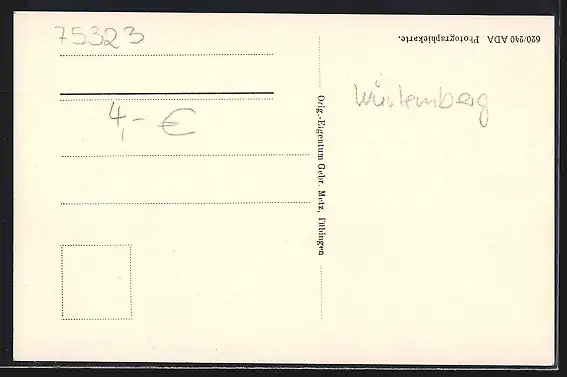 75323
620/240 ADA Photographiekarte.
4,- €
Würtemberg
Orig.-Eigentum Gebr. Metz, Tübingen